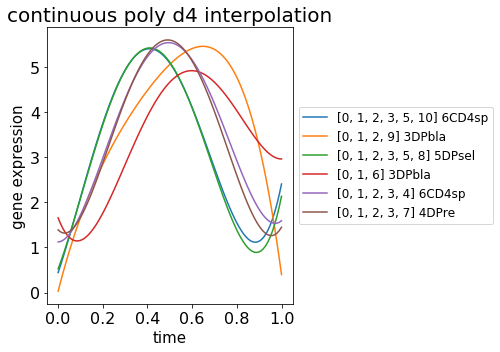 continuous poly d4 interpolation
gene expression
5
4
3
2
1
0
0.0 0.2 0.4 0.6 0.8 1.0
time
[0, 1, 2, 3, 5, 10] 6CD4sp
[0, 1, 2, 9] 3DPbla
[0, 1, 2, 3, 5, 8] 5DPsel
[0, 1, 6] 3DPbla
[0, 1, 2, 3, 4] 6CD4sp
[0, 1, 2, 3, 7] 4DPre